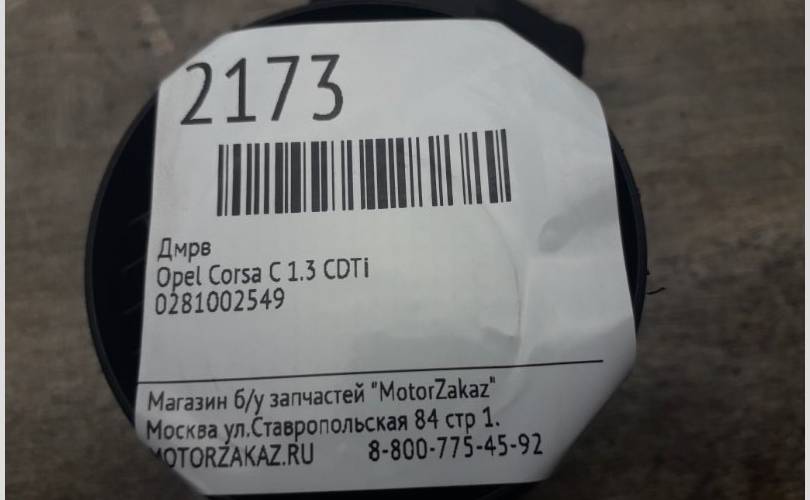 2173
Дмрв
Opel Corsa C 1.3 CDTi
0281002549
Магазин б/у запчастей "MotorZakaz"
Москва ул.Ставропольская 84 стр 1.
MOTORZAKAZ.RU 8-800-775-45-92